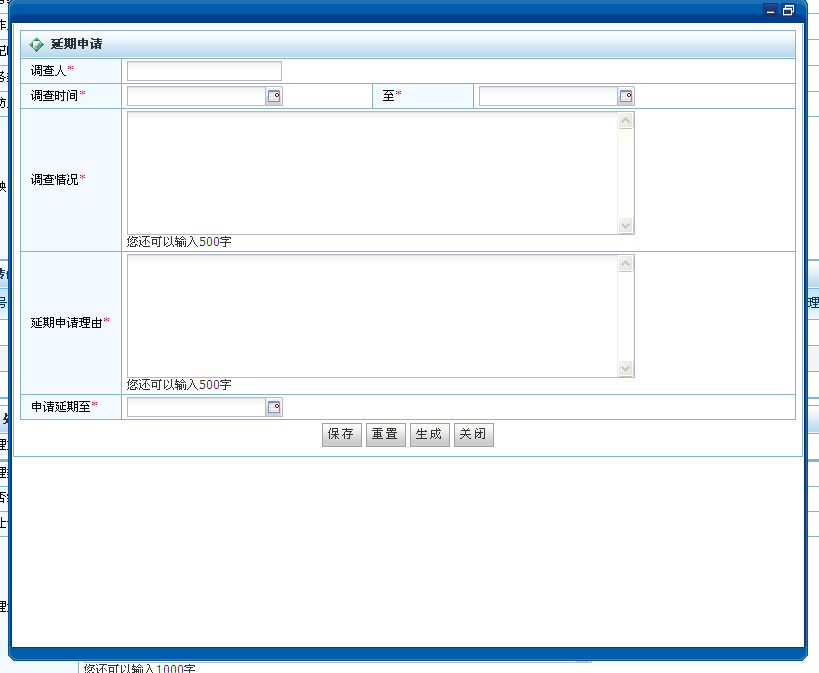 延期申请
调查人*
调查时间* 至*
调查情况*
您还可以输入500字
延期申请理由*
您还可以输入500字
申请延期至*
保存 重置 生成 关闭
您还可以输入1000字